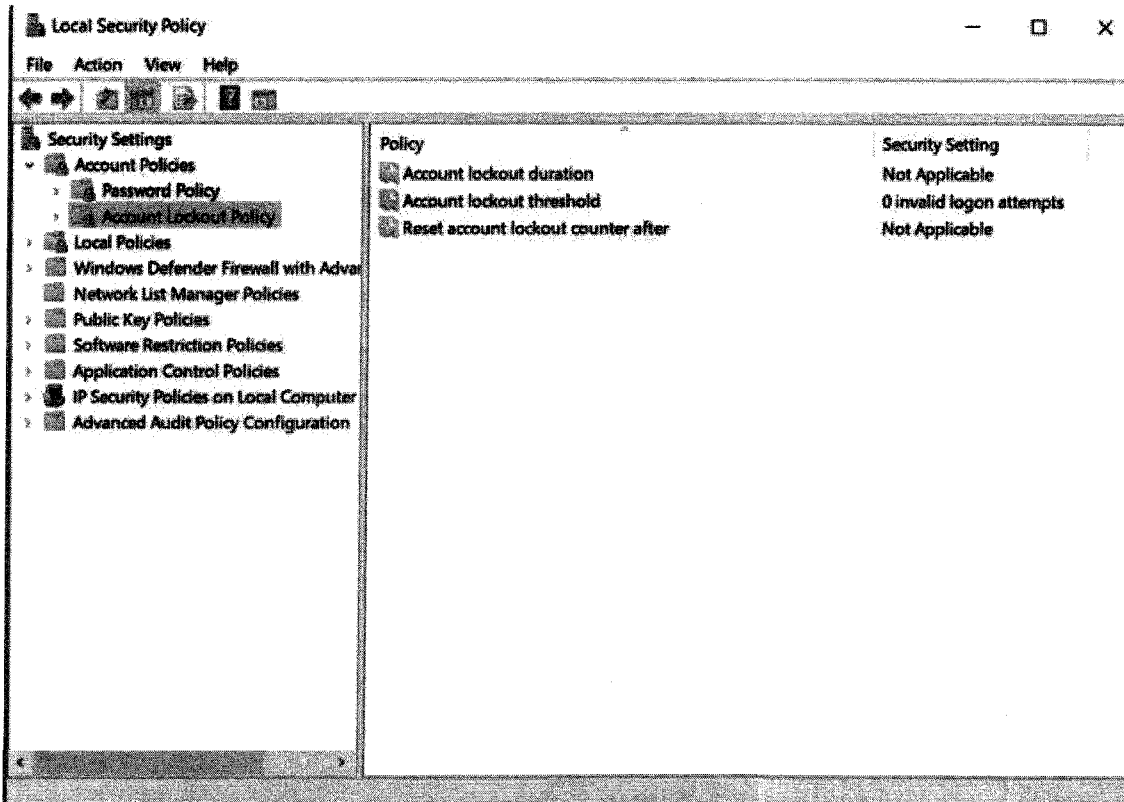 Local Security Policy
File Action View Help
Security Settings
Account Policies
Password Policy
Account Lockout Policy
Local Policies
Windows Defender Firewall with Advar
Network List Manager Policies
Public Key Policies
Software Restriction Policies
Application Control Policies
IP Security Policies on Local Computer
Advanced Audit Policy Configuration
Policy Security Setting
Account lockout duration Not Applicable
Account lockout threshold 0 invalid logon attempts
Reset account lockout counter after Not Applicable